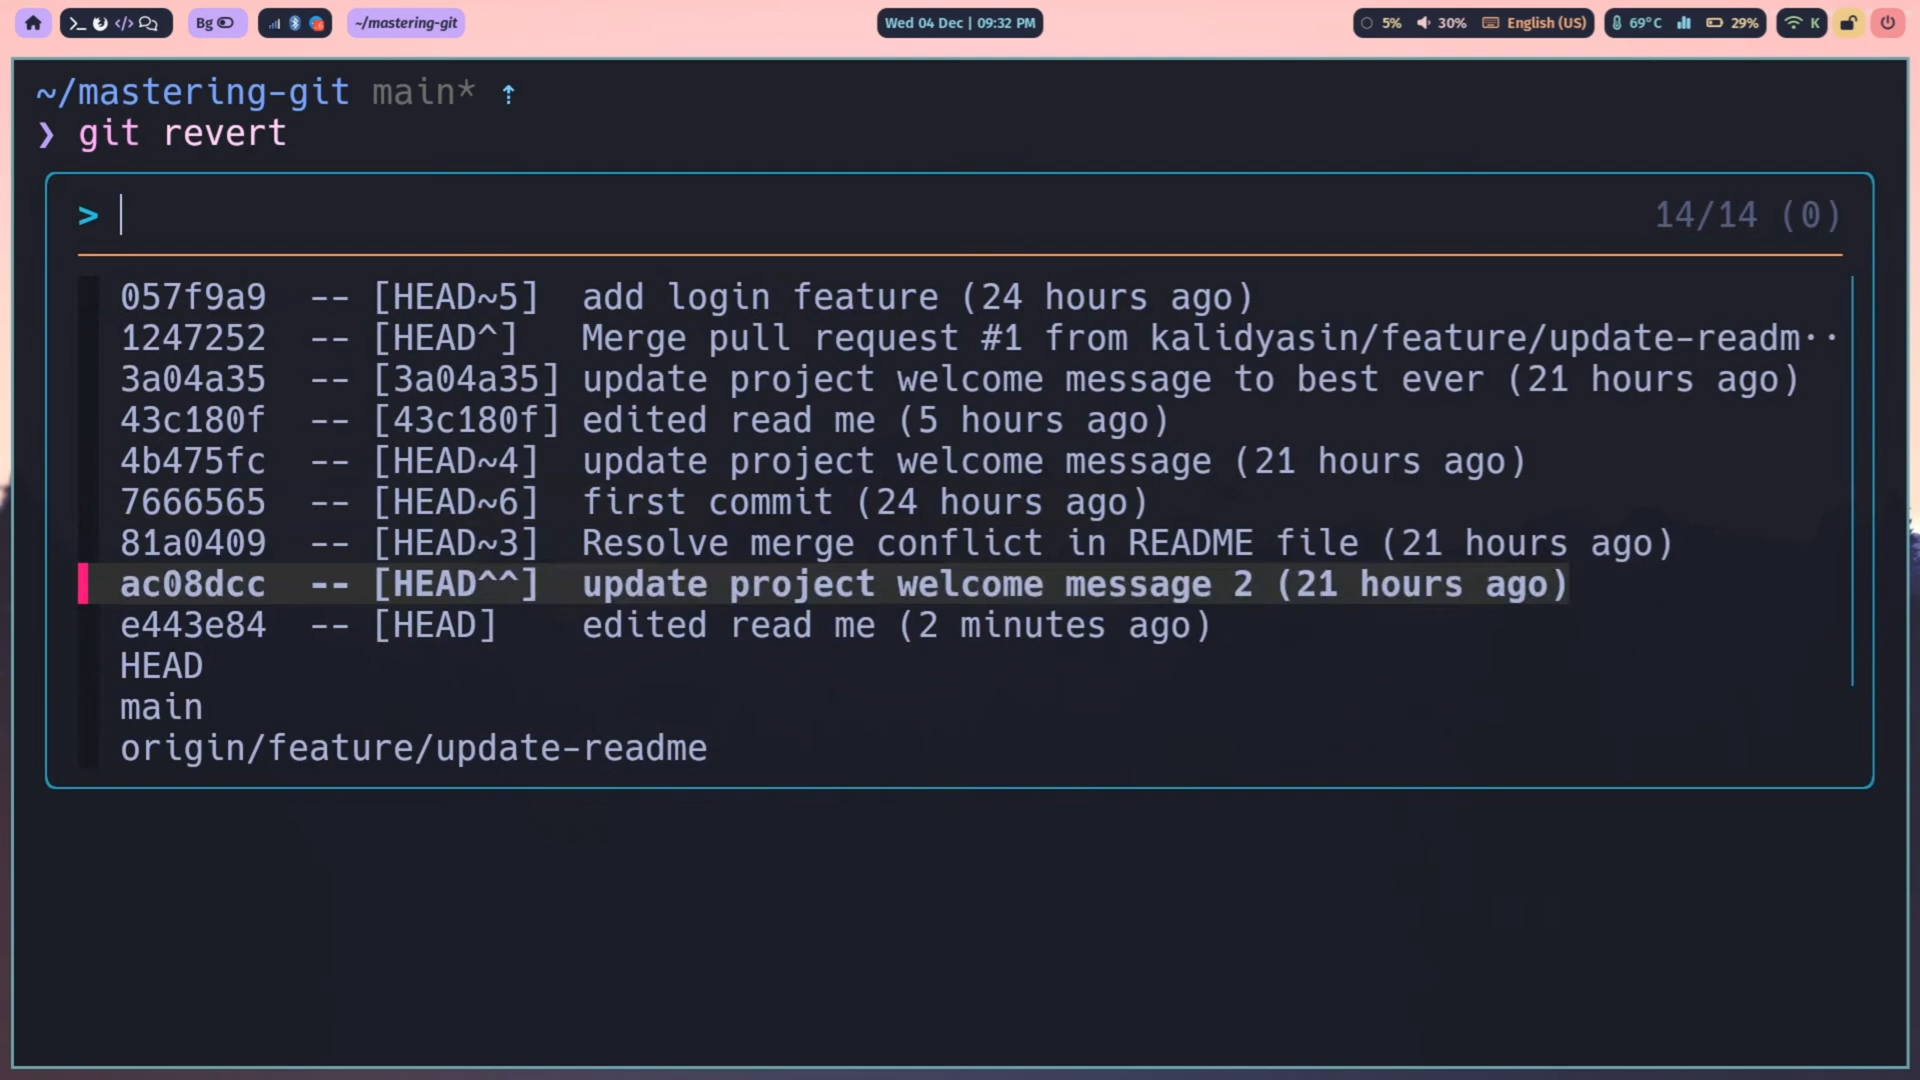 Bg ~/mastering-git Wed 04 Dec | 09:32 PM 5% 30% English (US) 69°C 29% K
~/mastering-git main* ⇡
❯ git revert
> 14/14 (0)
057f9a9 -- [HEAD~5] add login feature (24 hours ago)
1247252 -- [HEAD^] Merge pull request #1 from kalidyasin/feature/update-readm··
3a04a35 -- [3a04a35] update project welcome message to best ever (21 hours ago)
43c180f -- [43c180f] edited read me (5 hours ago)
4b475fc -- [HEAD~4] update project welcome message (21 hours ago)
7666565 -- [HEAD~6] first commit (24 hours ago)
81a0409 -- [HEAD~3] Resolve merge conflict in README file (21 hours ago)
ac08dcc -- [HEAD^^] update project welcome message 2 (21 hours ago)
e443e84 -- [HEAD] edited read me (2 minutes ago)
HEAD
main
origin/feature/update-readme